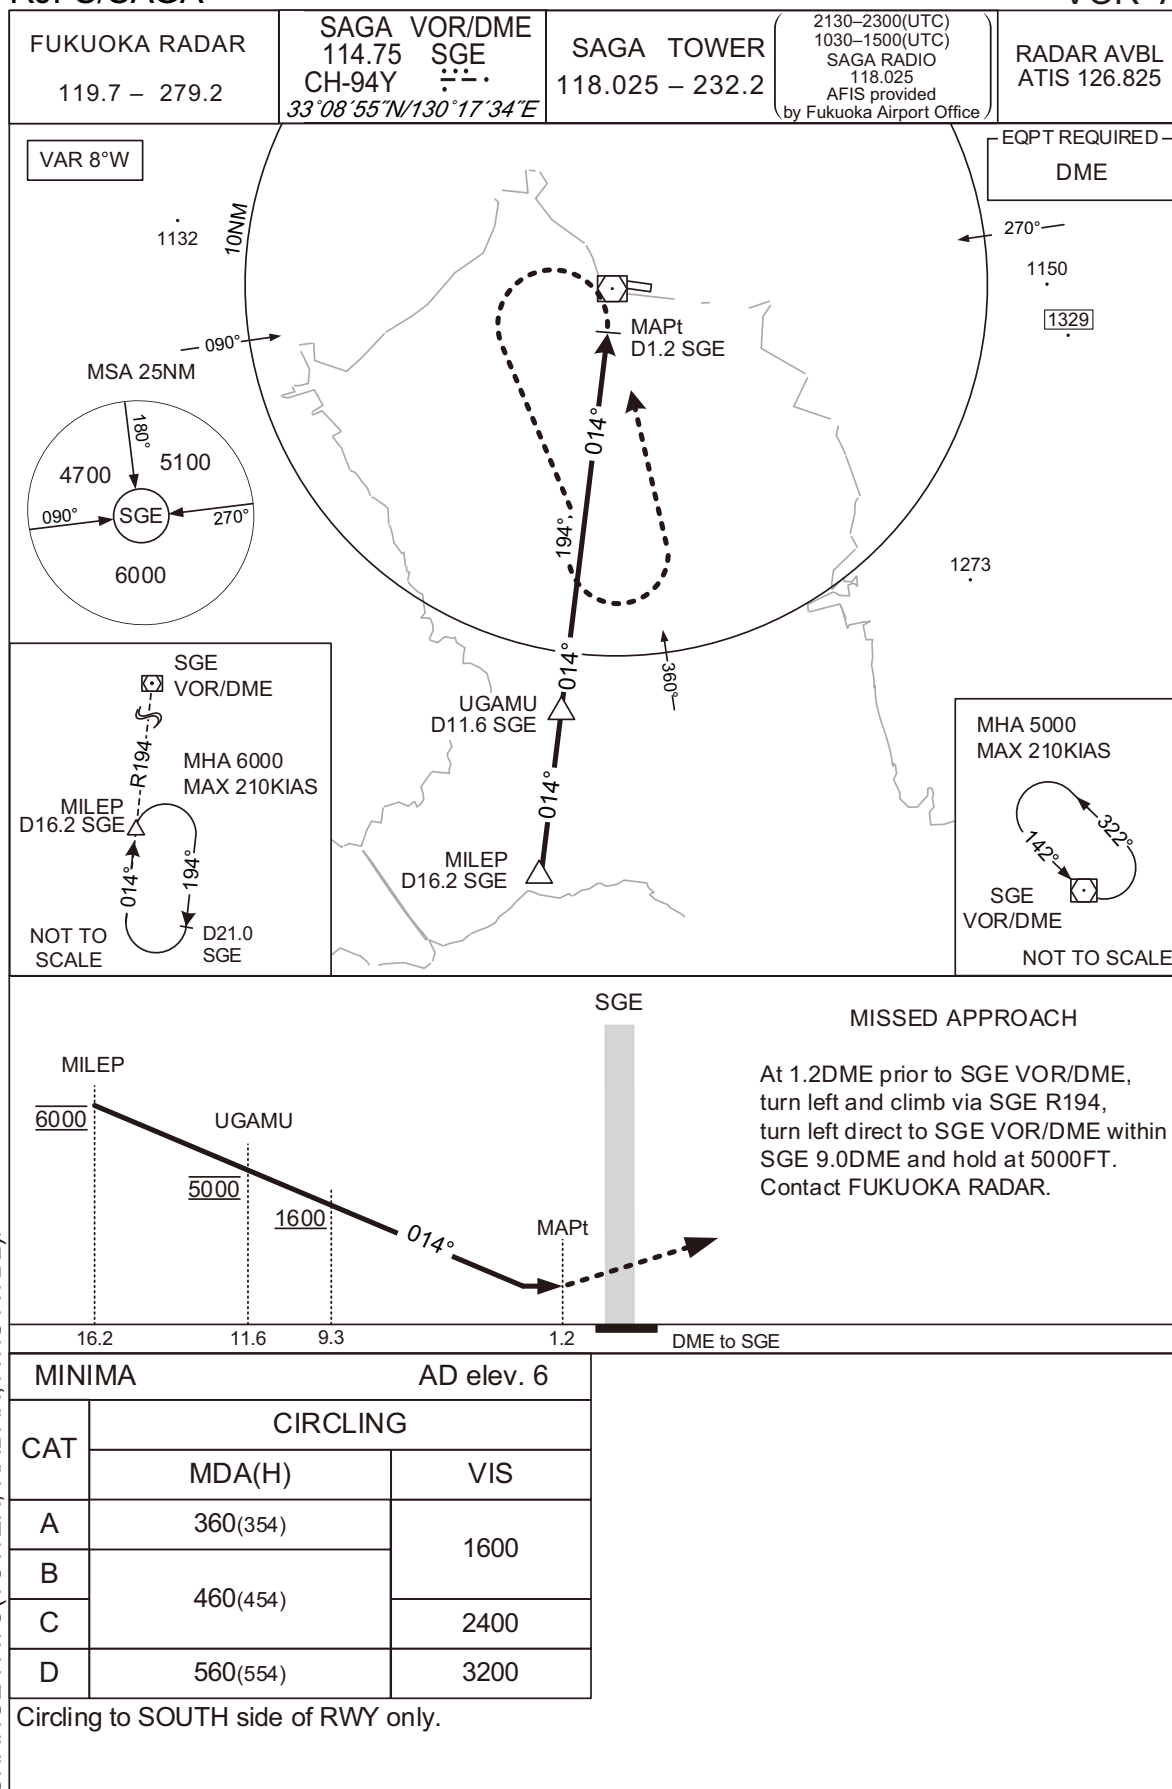 FUKUOKA RADAR
119.7 – 279.2
SAGA VOR/DME
114.75 SGE
CH-94Y
33°08´55˝N/130°17´34˝E
SAGA TOWER
118.025 – 232.2
2130–2300(UTC)
1030–1500(UTC)
SAGA RADIO
118.025
AFIS provided
by Fukuoka Airport Office
RADAR AVBL
ATIS 126.825
VAR 8°W
EQPT REQUIRED
DME
10NM
1132
270°
1150
1329
090°
MAPt
D1.2 SGE
MSA 25NM
180°
4700
5100
090°
SGE
270°
6000
014°
194°
1273
014°
360°
UGAMU
D11.6 SGE
014°
MILEP
D16.2 SGE
SGE
VOR/DME
R194
MHA 6000
MAX 210KIAS
MILEP
D16.2 SGE
014°
194°
D21.0
SGE
NOT TO
SCALE
MHA 5000
MAX 210KIAS
322°
142°
SGE
VOR/DME
NOT TO SCALE
SGE
MISSED APPROACH
At 1.2DME prior to SGE VOR/DME,
turn left and climb via SGE R194,
turn left direct to SGE VOR/DME within
SGE 9.0DME and hold at 5000FT.
Contact FUKUOKA RADAR.
MILEP
6000
UGAMU
5000
1600
014°
MAPt
16.2 11.6 9.3 1.2 DME to SGE
MINIMA AD elev. 6
CAT
CIRCLING
MDA(H) VIS
A 360(354) 1600
B 460(454)
C 2400
D 560(554) 3200
Circling to SOUTH side of RWY only.